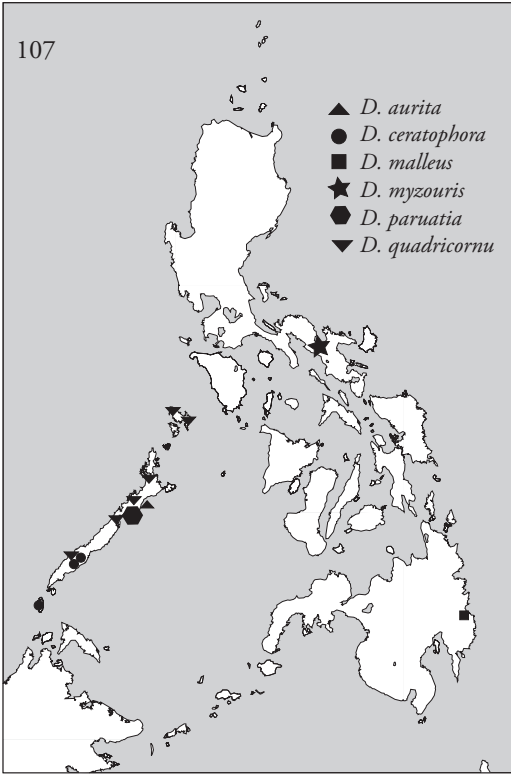 107
D. aurita
D. ceratophora
D. malleus
D. myzouris
D. paruatia
D. quadricornu